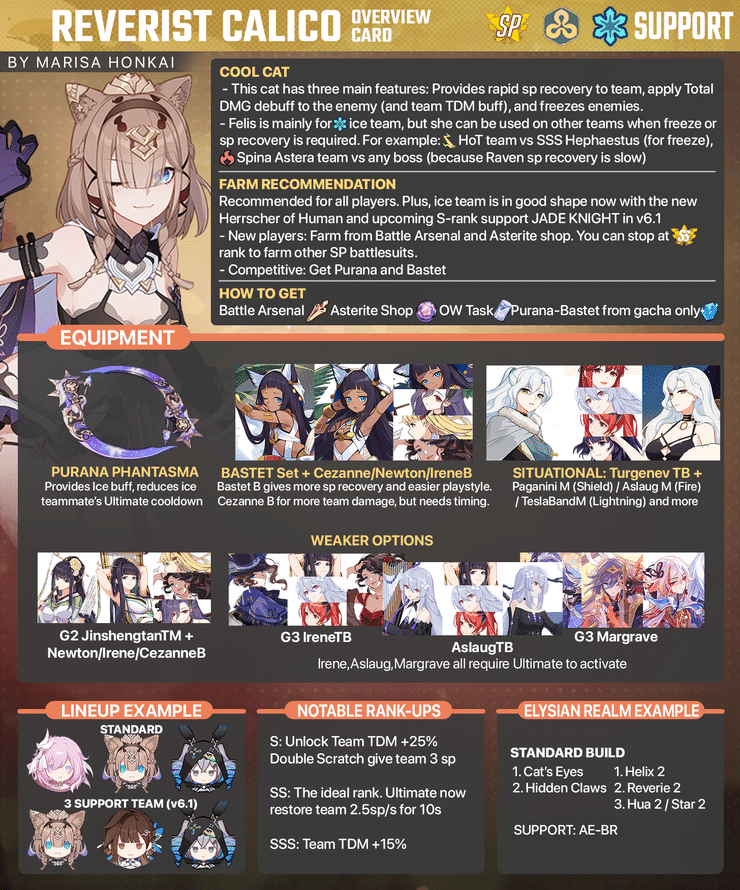 REVERIST CALICO OVERVIEW CARD SP SUPPORT
BY MARISA HONKAI
COOL CAT
- This cat has three main features: Provides rapid sp recovery to team, apply Total
DMG debuff to the enemy (and team TDM buff), and freezes enemies.
- Felis is mainly for ice team, but she can be used on other teams when freeze or
sp recovery is required. For example: HoT team vs SSS Hephaestus (for freeze),
Spina Astera team vs any boss (because Raven sp recovery is slow)
FARM RECOMMENDATION
Recommended for all players. Plus, ice team is in good shape now with the new
Herrscher of Human and upcoming S-rank support JADE KNIGHT in v6.1
- New players: Farm from Battle Arsenal and Asterite shop. You can stop at SS
rank to farm other SP battlesuits.
- Competitive: Get Purana and Bastet
HOW TO GET
Battle Arsenal Asterite Shop OW Task Purana-Bastet from gacha only
EQUIPMENT
PURANA PHANTASMA
Provides Ice buff, reduces ice
teammate's Ultimate cooldown
BASTET Set + Cezanne/Newton/IreneB
Bastet B gives more sp recovery and easier playstyle.
Cezanne B for more team damage, but needs timing.
SITUATIONAL: Turgenev TB +
Paganini M (Shield) / Aslaug M (Fire)
/ TeslaBandM (Lightning) and more
WEAKER OPTIONS
G2 JinshengtanTM +
Newton/Irene/CezanneB
G3 IreneTB
AslaugTB
G3 Margrave
Irene,Aslaug,Margrave all require Ultimate to activate
LINEUP EXAMPLE
STANDARD
3 SUPPORT TEAM (v6.1)
NOTABLE RANK-UPS
S: Unlock Team TDM +25%
Double Scratch give team 3 sp
SS: The ideal rank. Ultimate now
restore team 2.5sp/s for 10s
SSS: Team TDM +15%
ELYSIAN REALM EXAMPLE
STANDARD BUILD
1. Cat's Eyes 1. Helix 2
2. Hidden Claws 2. Reverie 2
3. Hua 2 / Star 2
SUPPORT: AE-BR